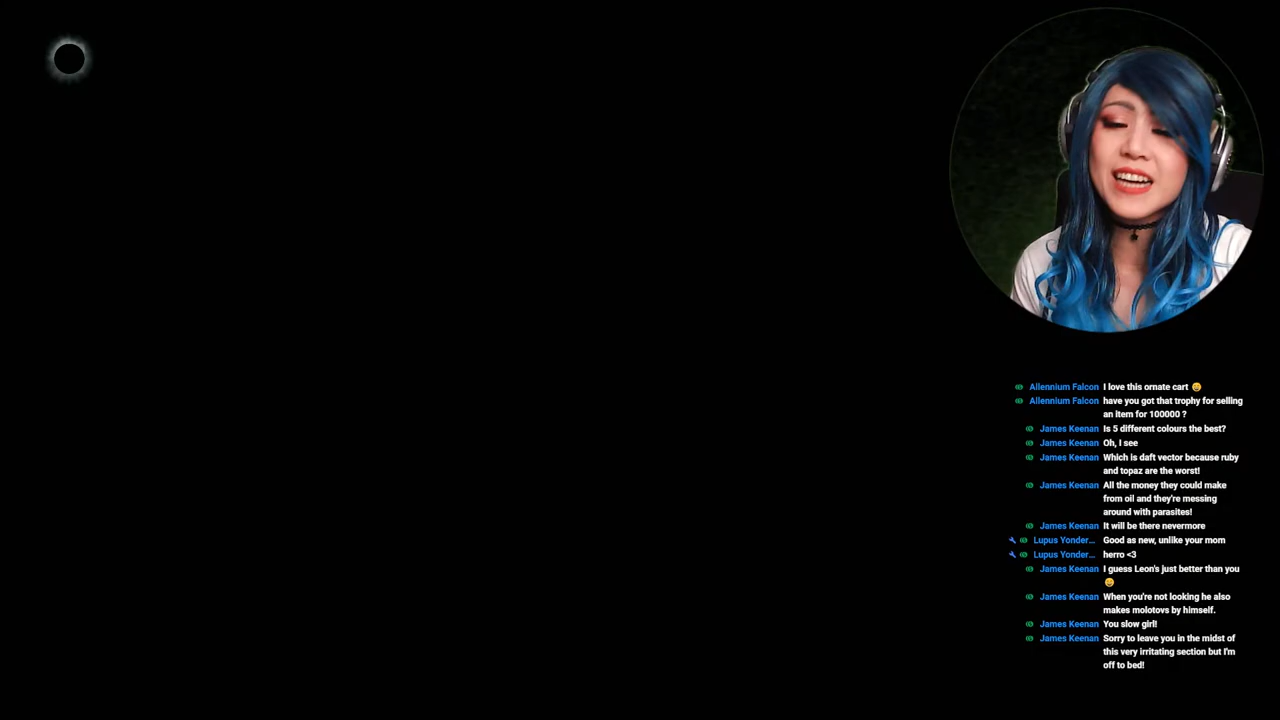 Allennium Falcon I love this ornate cart 😀
Allennium Falcon have you got that trophy for selling
an item for 100000 ?
James Keenan Is 5 different colours the best?
James Keenan Oh, I see
James Keenan Which is daft vector because ruby
and topaz are the worst!
James Keenan All the money they could make
from oil and they're messing
around with parasites!
James Keenan It will be there nevermore
Lupus Yonder... Good as new, unlike your mom
Lupus Yonder... herro <3
James Keenan I guess Leon's just better than you
😀
James Keenan When you're not looking he also
makes molotovs by himself.
James Keenan You slow girl!
James Keenan Sorry to leave you in the midst of
this very irritating section but I'm
off to bed!